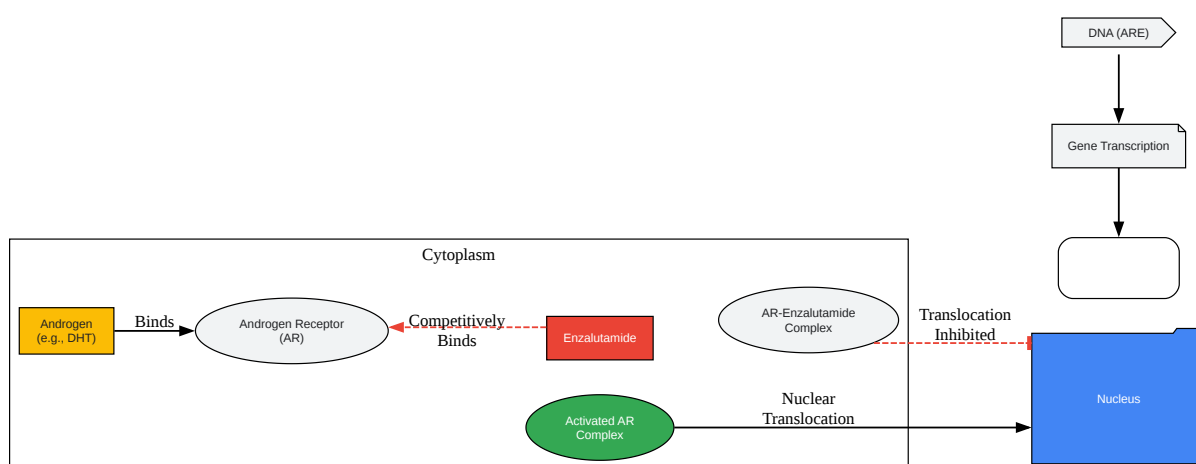 DNA (ARE)
Gene Transcription
Cytoplasm
Androgen
(e.g., DHT)
Binds
Androgen Receptor
(AR)
Competitively
Binds
Enzalutamide
AR-Enzalutamide
Complex
Translocation
Inhibited
Activated AR
Complex
Nuclear
Translocation
Nucleus